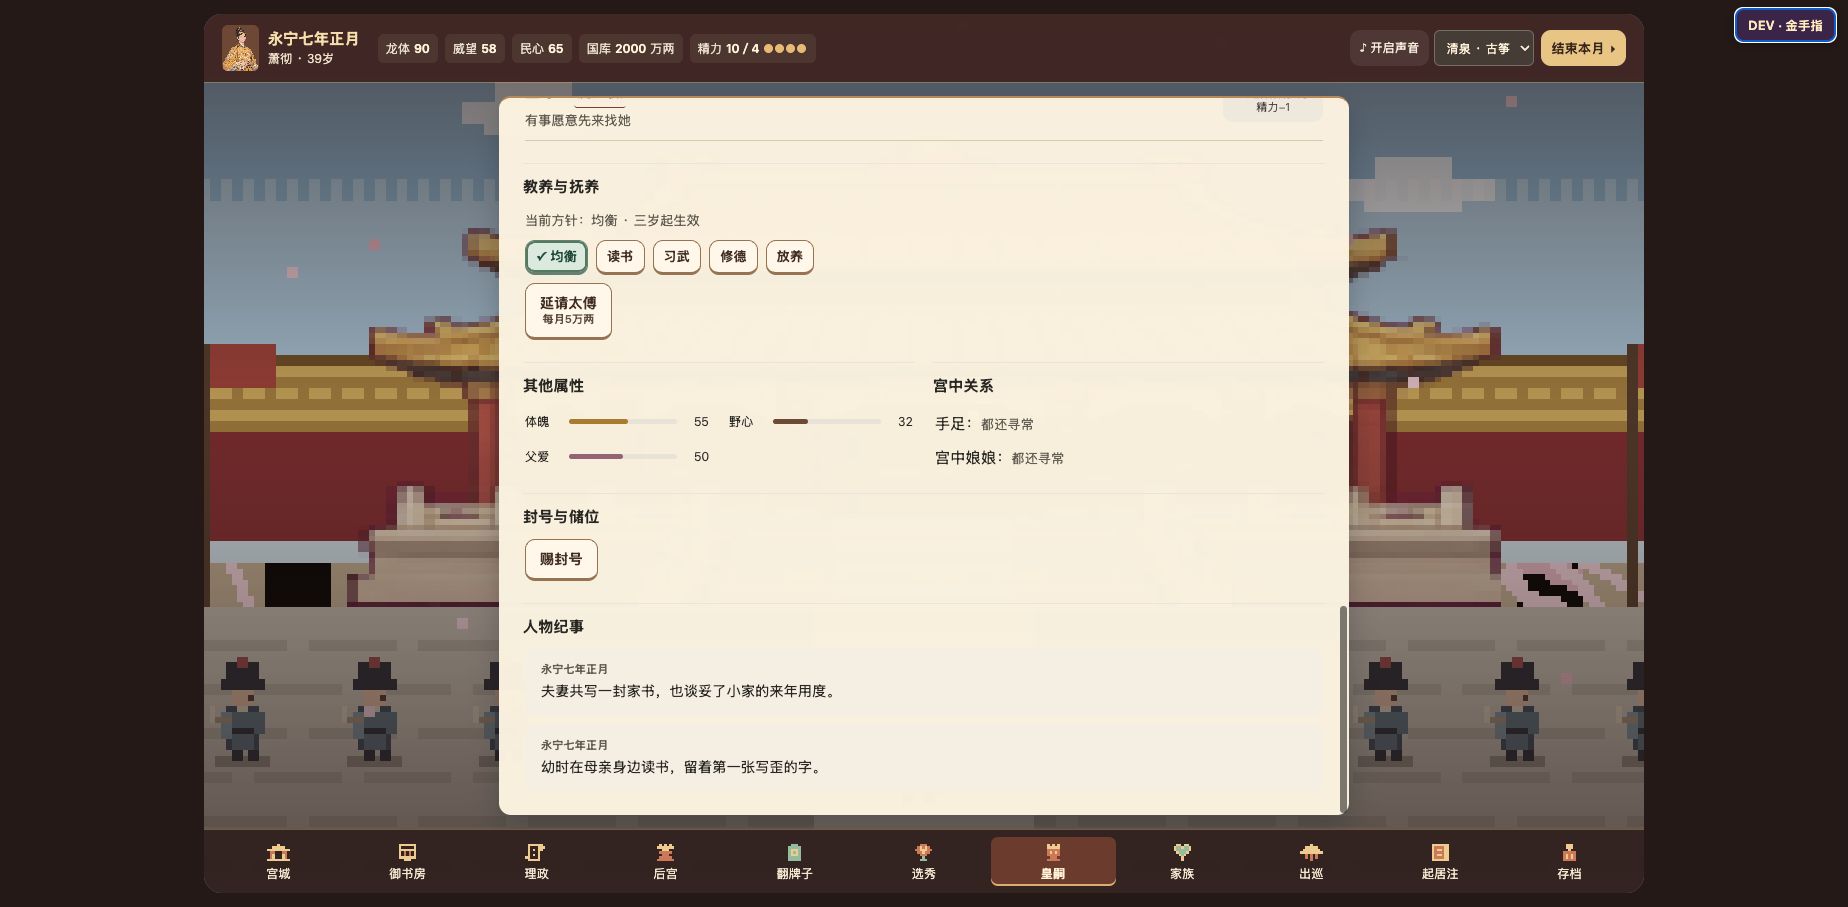 永宁七年正月
萧彻 · 39岁
龙体 90
威望 58
民心 65
国库 2000 万两
精力 10 / 4
♪ 开启声音
清泉 · 古筝
结束本月
DEV · 金手指
有事愿意先来找她
精力-1
教养与抚养
当前方针：均衡 · 三岁起生效
✓ 均衡
读书
习武
修德
放养
延请太傅
每月5万两
其他属性
体魄 55
野心 32
父爱 50
宫中关系
手足：都还寻常
宫中娘娘：都还寻常
封号与储位
赐封号
人物纪事
永宁七年正月
夫妻共写一封家书，也谈妥了小家的来年用度。
永宁七年正月
幼时在母亲身边读书，留着第一张写歪的字。
宫城
御书房
理政
后宫
翻牌子
选秀
皇嗣
家族
出巡
起居注
存档